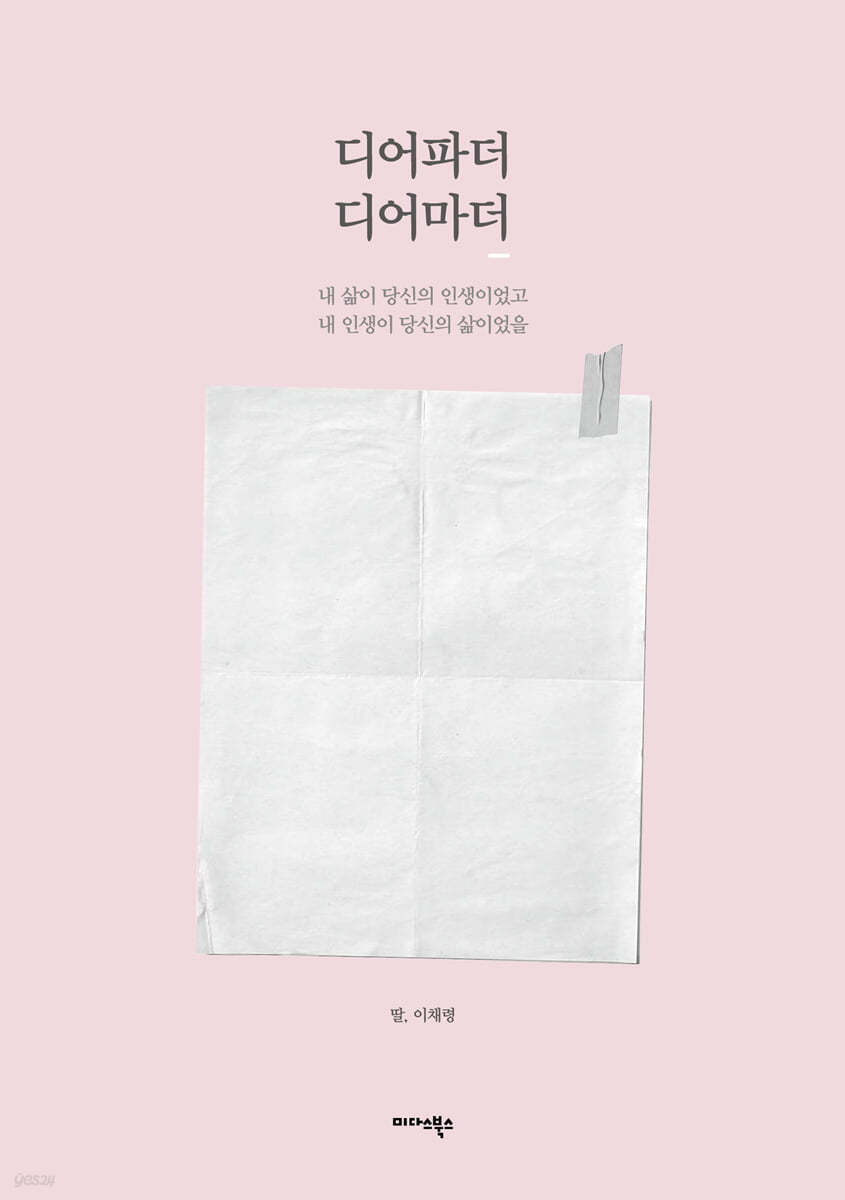 디어파더
디어마더
내 삶이 당신의 인생이었고
내 인생이 당신의 삶이었을
딸, 이채령
미다스북스
yes24